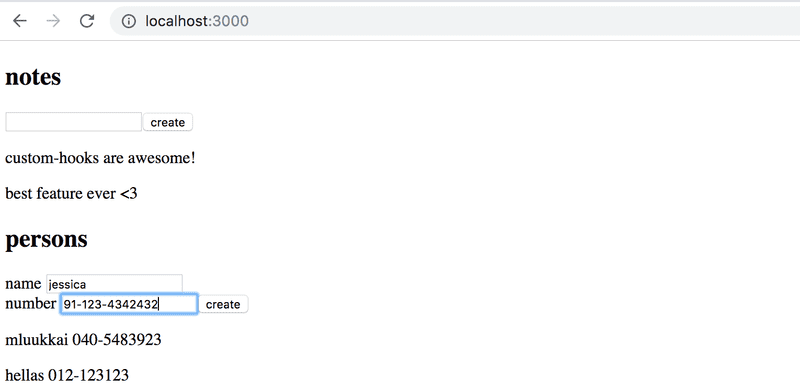 localhost:3000
notes
create
custom-hooks are awesome!
best feature ever <3
persons
name jessica
number 91-123-4342432 create
mluukkai 040-5483923
hellas 012-123123